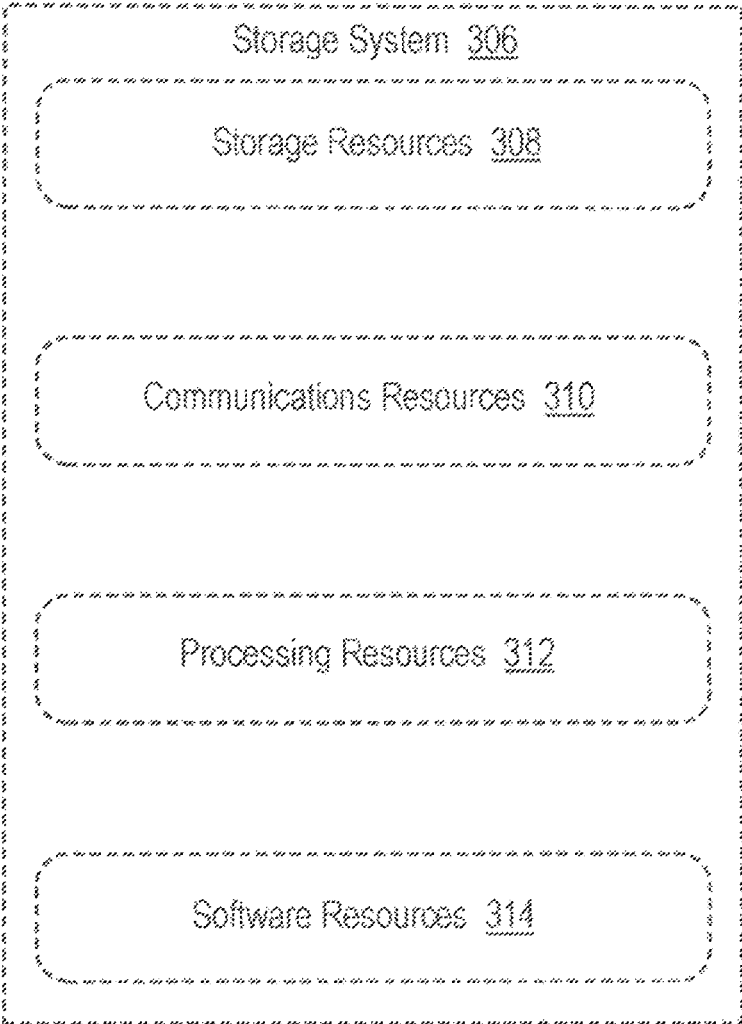 Storage System 306
Storage Resources 308
Communications Resources 310
Processing Resources 312
Software Resources 314